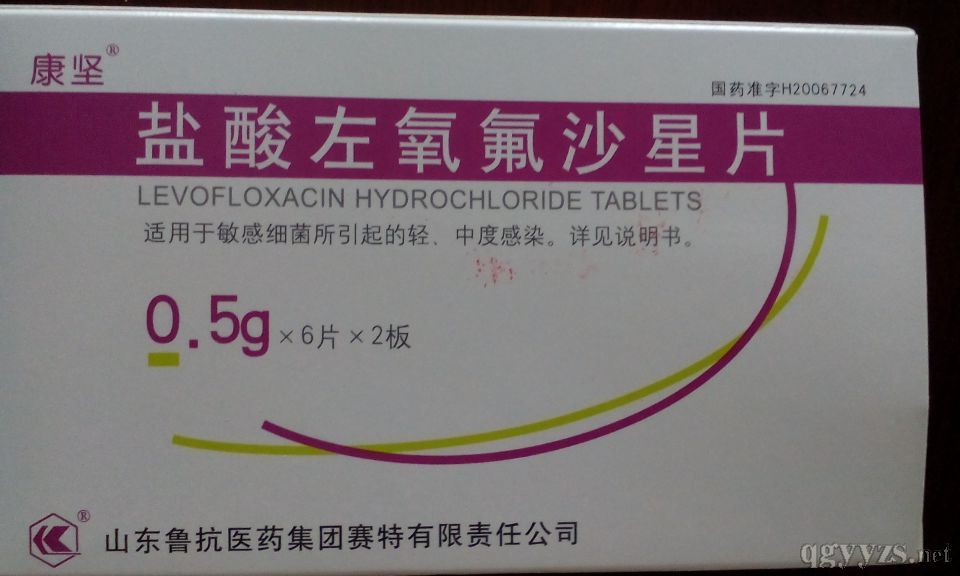 康坚®
国药准字H20067724
盐酸左氧氟沙星片
LEVOFLOXACIN HYDROCHLORIDE TABLETS
适用于敏感细菌所引起的轻、中度感染。详见说明书。
0.5g×6片×2板
® 山东鲁抗医药集团赛特有限责任公司
qgyyzs.net